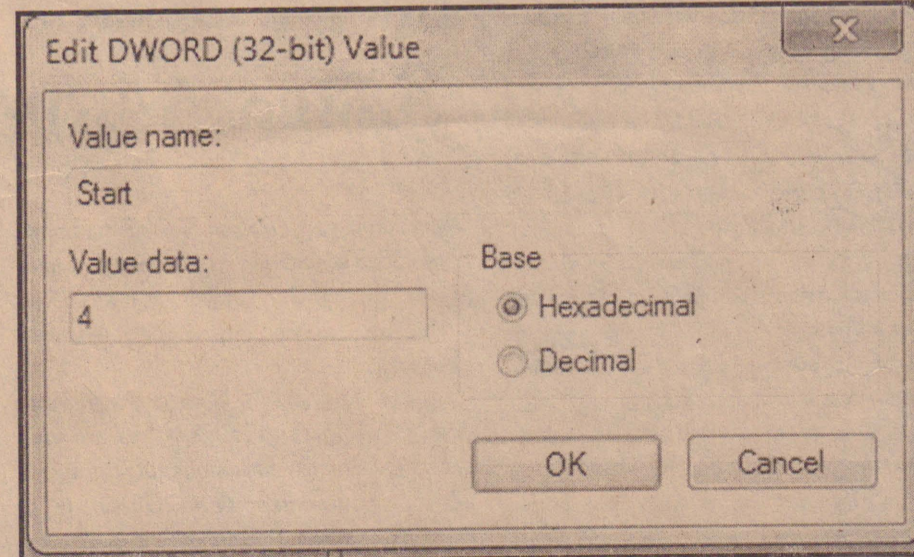 Edit DWORD (32-bit) Value
Value name:
Start
Value data:
4
Base
Hexadecimal
Decimal
OK
Cancel